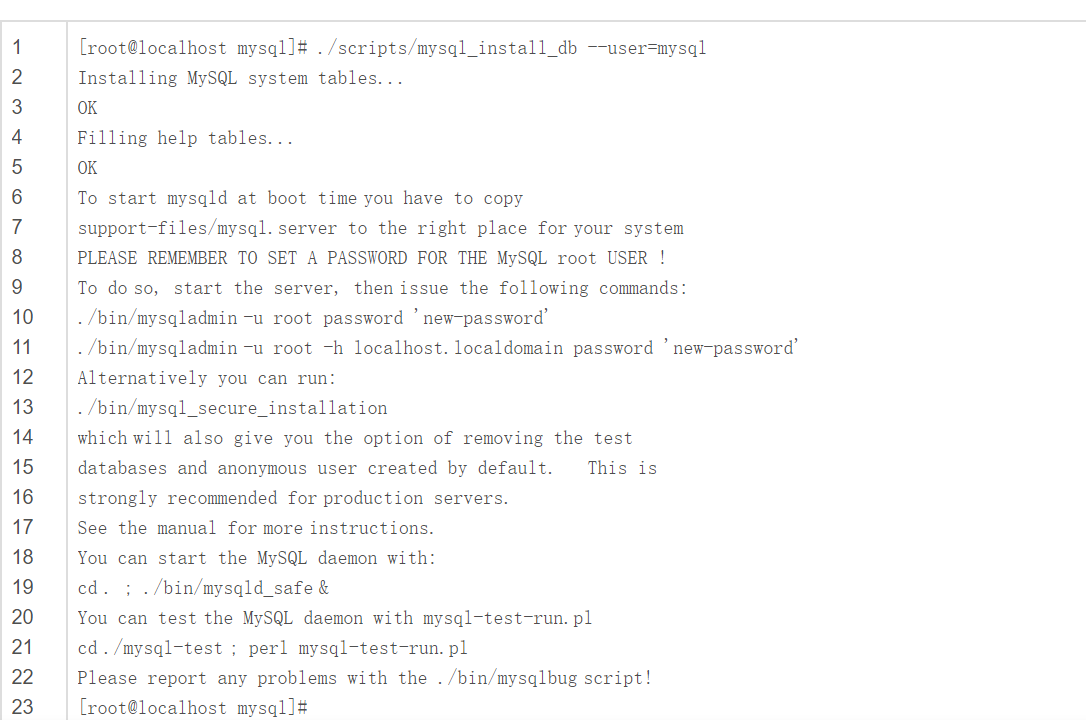 1 [root@localhost mysql]# ./scripts/mysql_install_db --user=mysql
2 Installing MySQL system tables...
3 OK
4 Filling help tables...
5 OK
6 To start mysqld at boot time you have to copy
7 support-files/mysql.server to the right place for your system
8 PLEASE REMEMBER TO SET A PASSWORD FOR THE MySQL root USER !
9 To do so, start the server, then issue the following commands:
10 ./bin/mysqladmin -u root password 'new-password'
11 ./bin/mysqladmin -u root -h localhost.localdomain password 'new-password'
12 Alternatively you can run:
13 ./bin/mysql_secure_installation
14 which will also give you the option of removing the test
15 databases and anonymous user created by default.   This is
16 strongly recommended for production servers.
17 See the manual for more instructions.
18 You can start the MySQL daemon with:
19 cd . ; ./bin/mysqld_safe &
20 You can test the MySQL daemon with mysql-test-run.pl
21 cd ./mysql-test ; perl mysql-test-run.pl
22 Please report any problems with the ./bin/mysqlbug script!
23 [root@localhost mysql]#